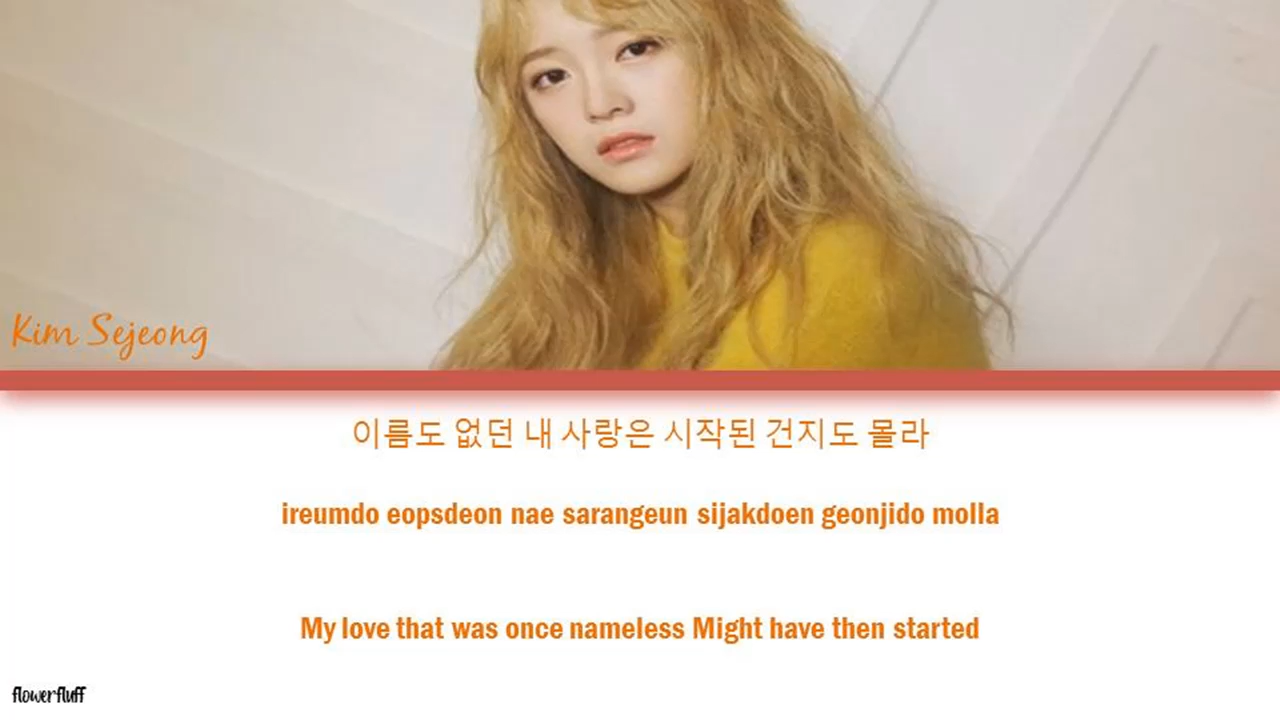 Kim Sejeong
이름도 없던 내 사랑은 시작된 건지도 몰라
ireumdo eopsdeon nae sarangeun sijakdoen geonjido molla
My love that was once nameless Might have then started
flowerfluff